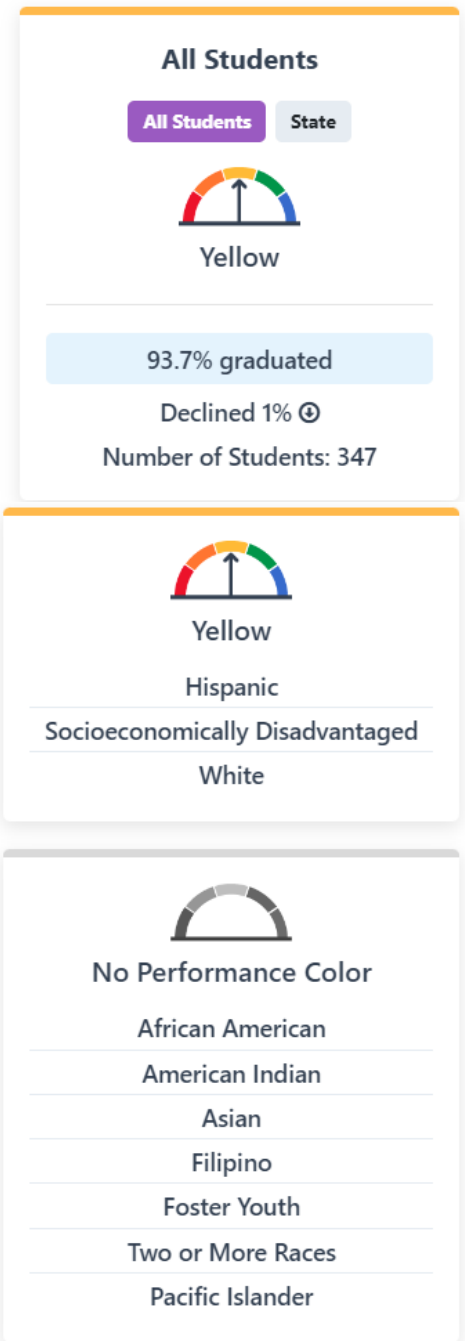 All Students
All Students State
Yellow
93.7% graduated
Declined 1%
Number of Students: 347
Yellow
Hispanic
Socioeconomically Disadvantaged
White
No Performance Color
African American
American Indian
Asian
Filipino
Foster Youth
Two or More Races
Pacific Islander